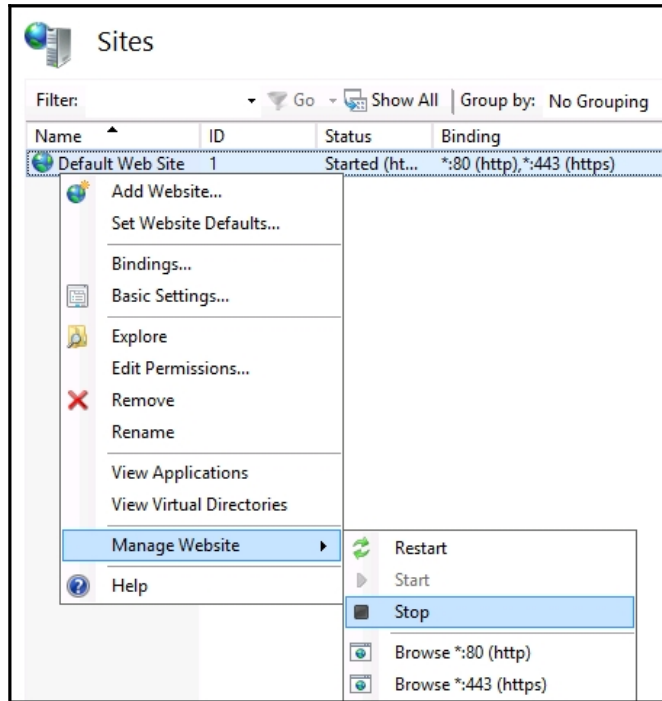 Sites
Filter: Go Show All Group by: No Grouping
Name ID Status Binding
Default Web Site 1 Started (ht... *:80 (http),*:443 (https)
Add Website...
Set Website Defaults...
Bindings...
Basic Settings...
Explore
Edit Permissions...
Remove
Rename
View Applications
View Virtual Directories
Manage Website
Restart
Help
Start
Stop
Browse *:80 (http)
Browse *:443 (https)